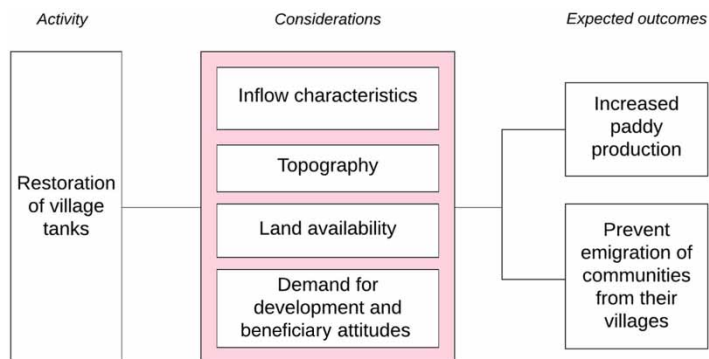 Activity
Considerations
Expected outcomes
Restoration
of village
tanks
Inflow characteristics
Topography
Land availability
Demand for
development and
beneficiary attitudes
Increased
paddy
production
Prevent
emigration of
communities
from their
villages